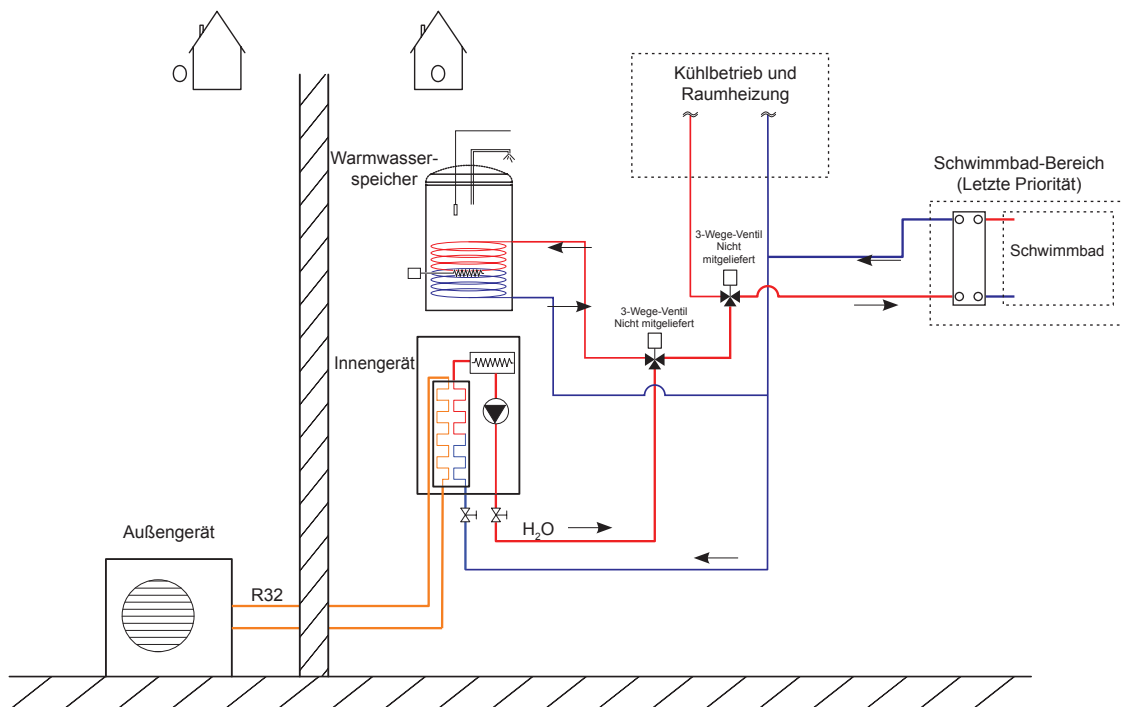 Kühlbetrieb und
Raumheizung
Warmwasser-
speicher
Schwimmbad-Bereich
(Letzte Priorität)
3-Wege-Ventil
Nicht
mitgeliefert
Schwimmbad
3-Wege-Ventil
Nicht mitgeliefert
Innengerät
H₂O
Außengerät
R32